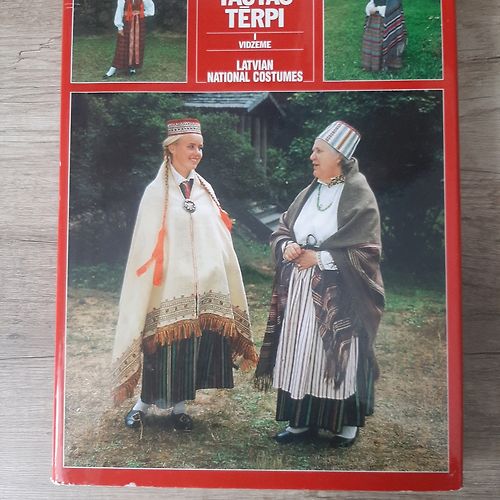 TAUTAS
TĒRPI
I
VIDZEME
LATVIAN
NATIONAL COSTUMES